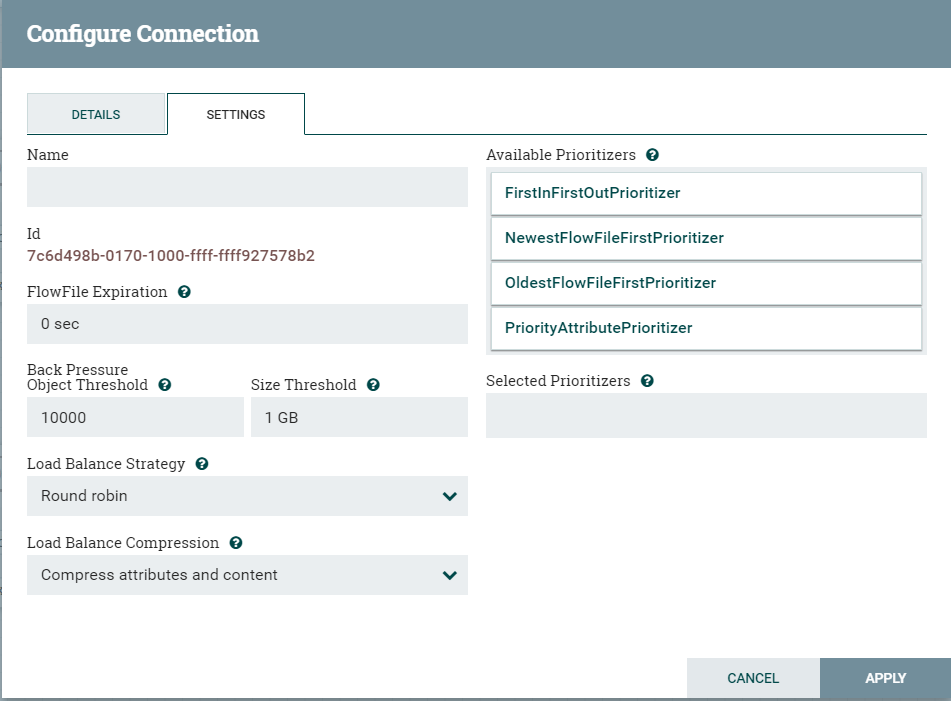 Configure Connection
DETAILS
SETTINGS
Name
Id
7c6d498b-0170-1000-ffff-ffff927578b2
FlowFile Expiration
0 sec
Back Pressure
Object Threshold
Size Threshold
10000
1 GB
Load Balance Strategy
Round robin
Load Balance Compression
Compress attributes and content
Available Prioritizers
FirstInFirstOutPrioritizer
NewestFlowFileFirstPrioritizer
OldestFlowFileFirstPrioritizer
PriorityAttributePrioritizer
Selected Prioritizers
CANCEL
APPLY